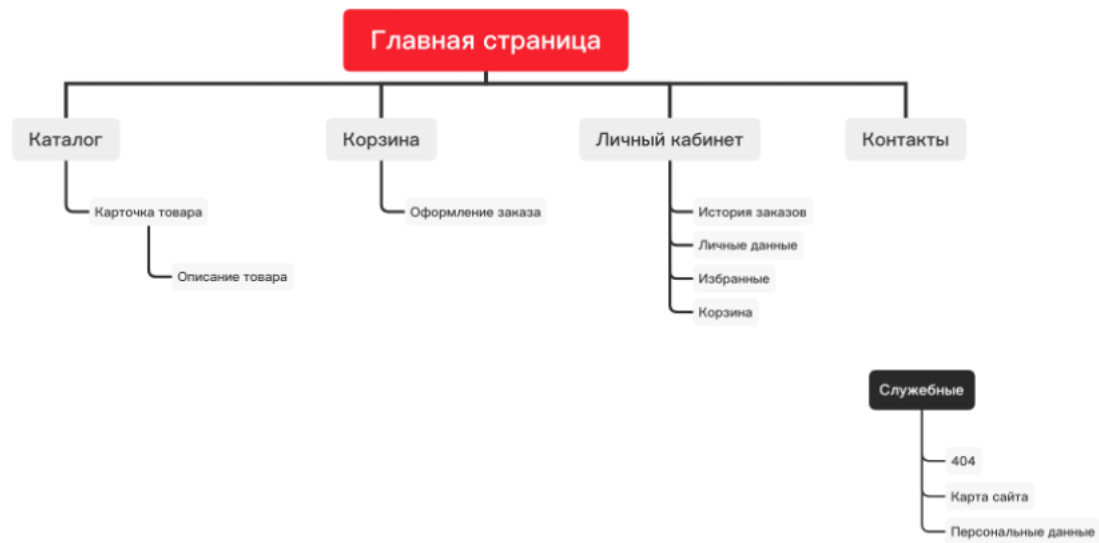 Главная страница
Каталог
Корзина
Личный кабинет
Контакты
Карточка товара
Оформление заказа
История заказов
Личные данные
Описание товара
Избранные
Корзина
Служебные
404
Карта сайта
Персональные данные